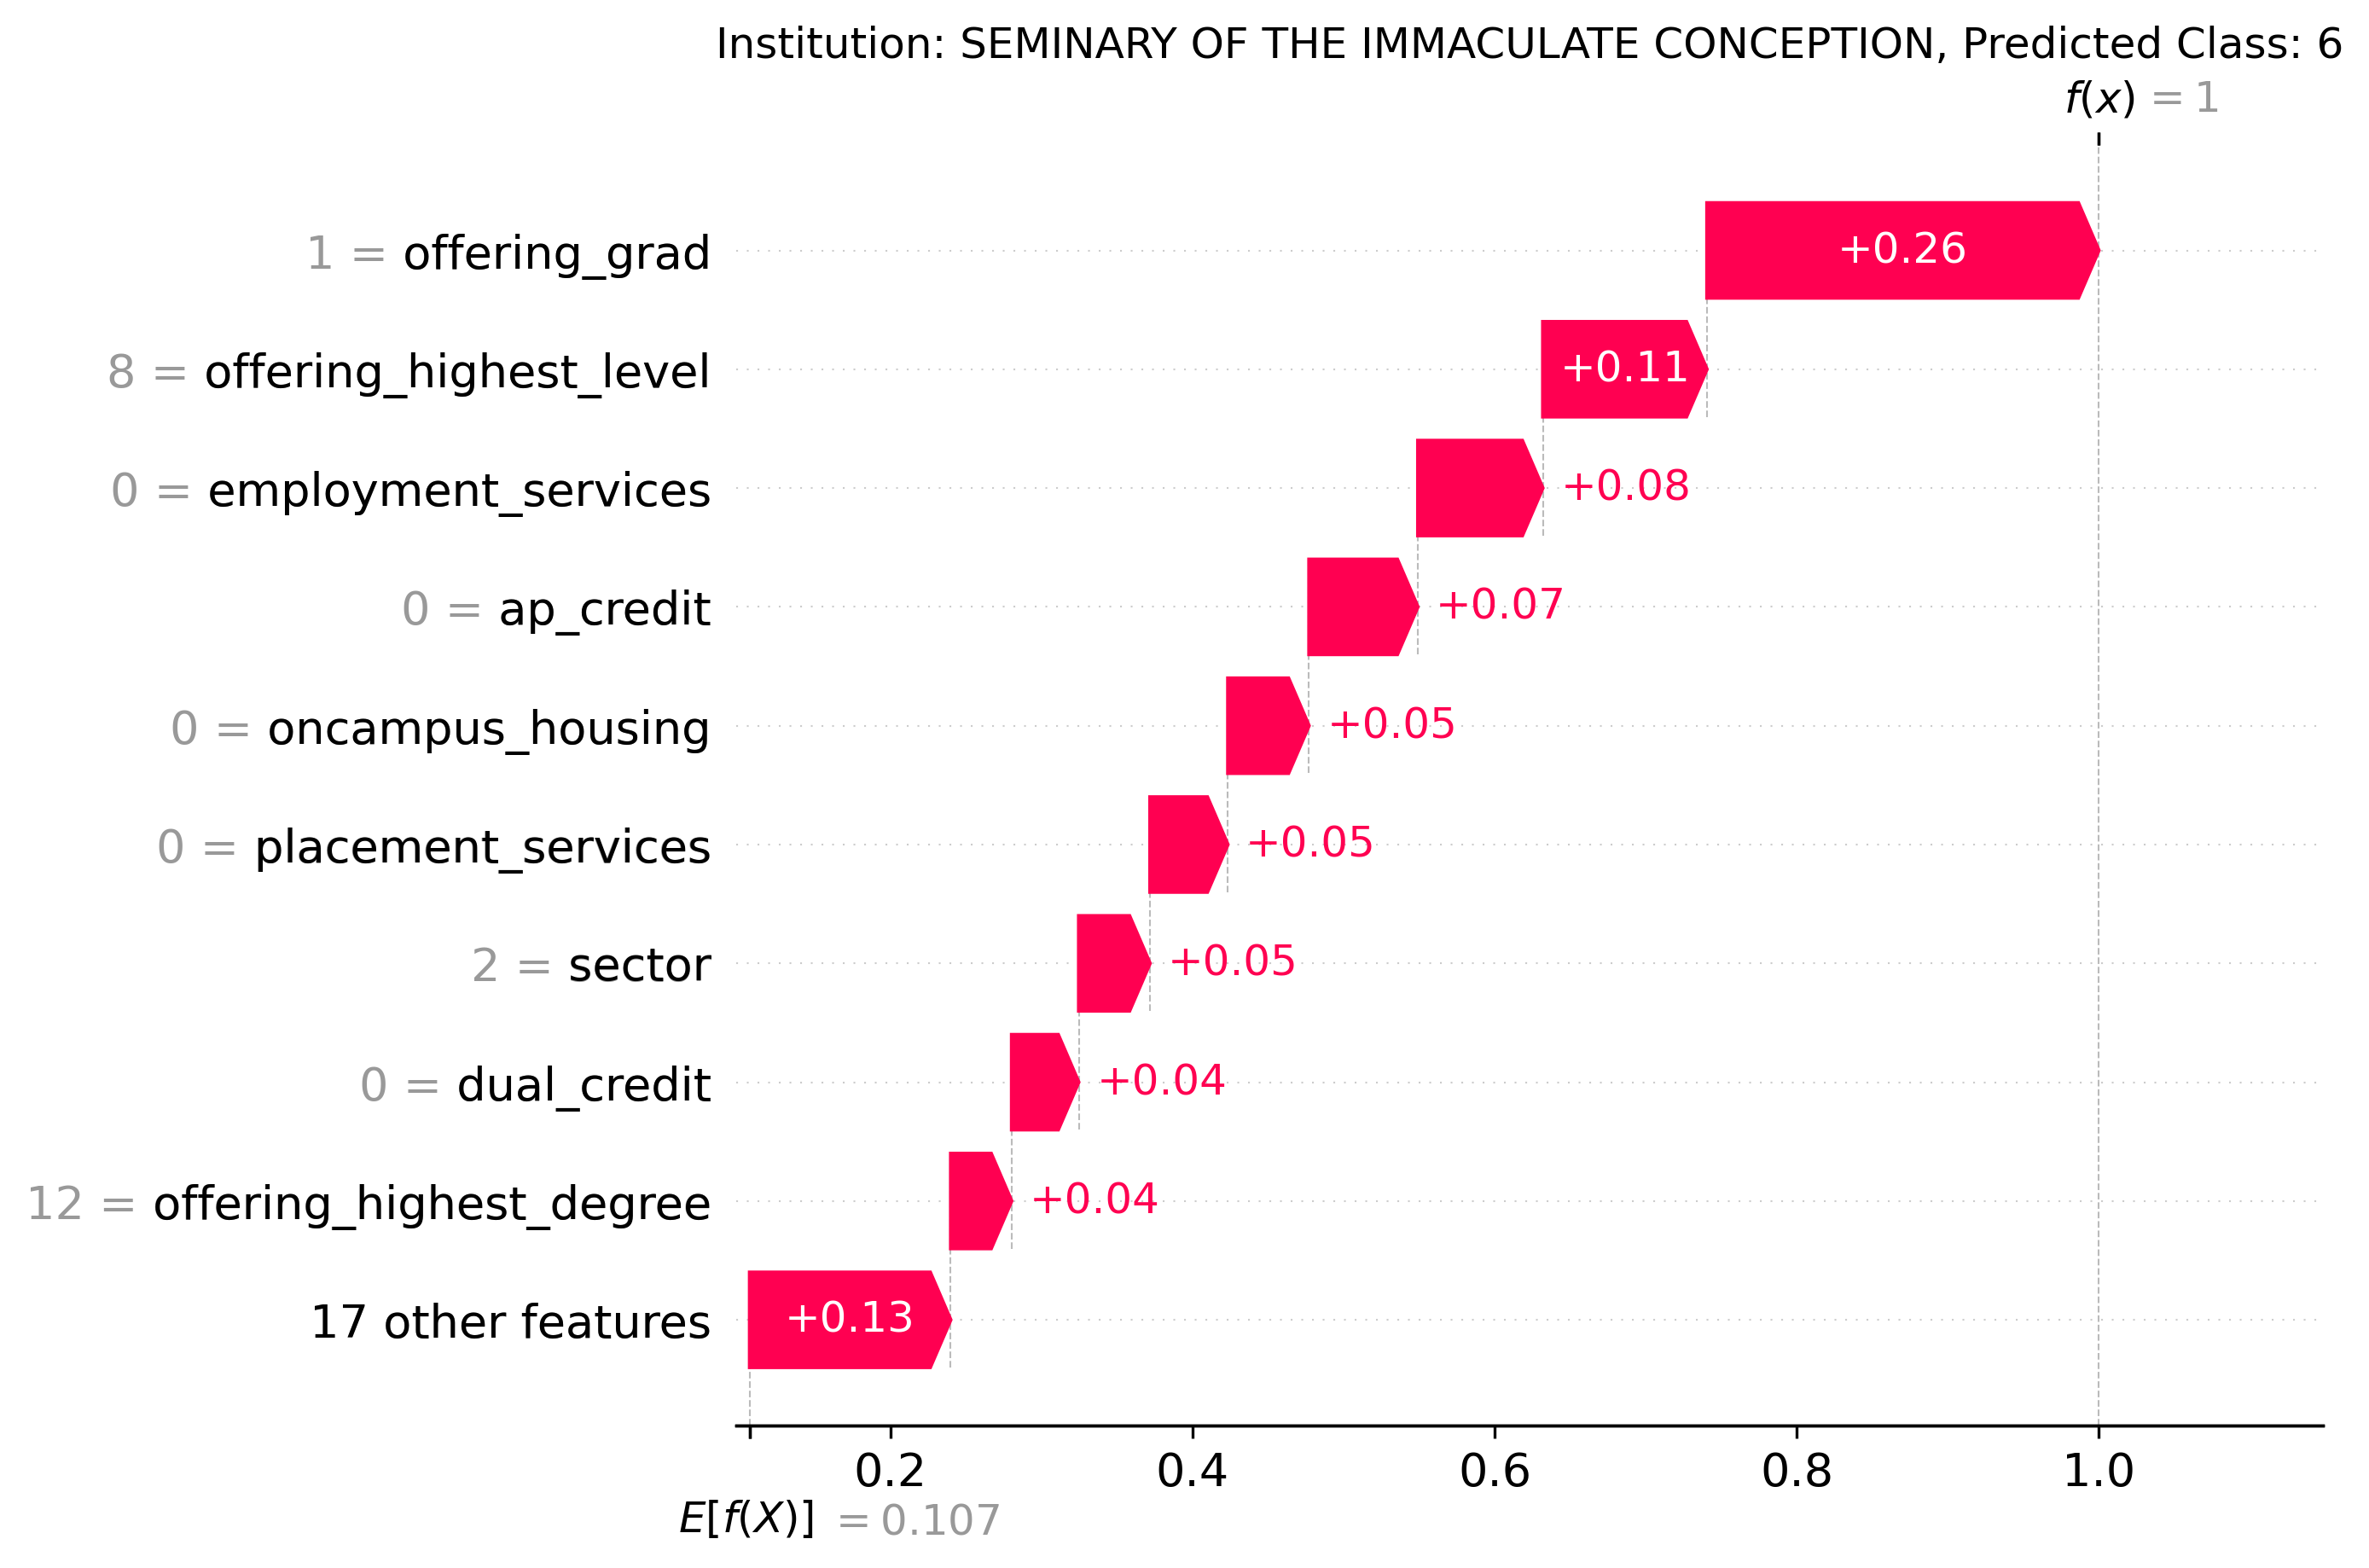 Institution: SEMINARY OF THE IMMACULATE CONCEPTION, Predicted Class: 6
f(x) = 1
1 = offering_grad +0.26
8 = offering_highest_level +0.11
0 = employment_services +0.08
0 = ap_credit +0.07
0 = oncampus_housing +0.05
0 = placement_services +0.05
2 = sector +0.05
0 = dual_credit +0.04
12 = offering_highest_degree +0.04
17 other features +0.13
0.2 0.4 0.6 0.8 1.0
E[f(X)] = 0.107